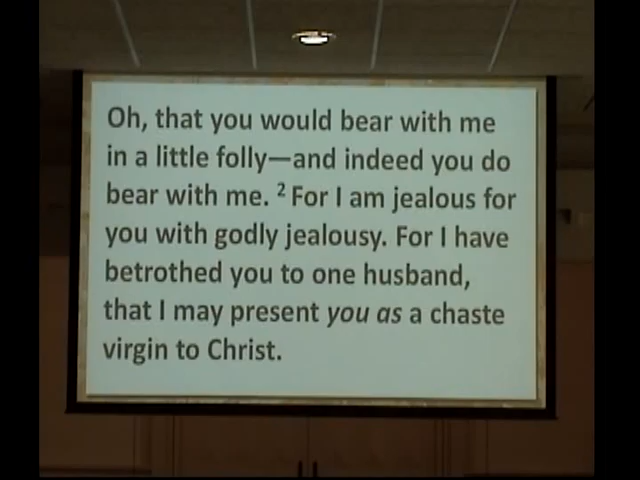 Oh, that you would bear with me
in a little folly—and indeed you do
bear with me. ² For I am jealous for
you with godly jealousy. For I have
betrothed you to one husband,
that I may present you as a chaste
virgin to Christ.